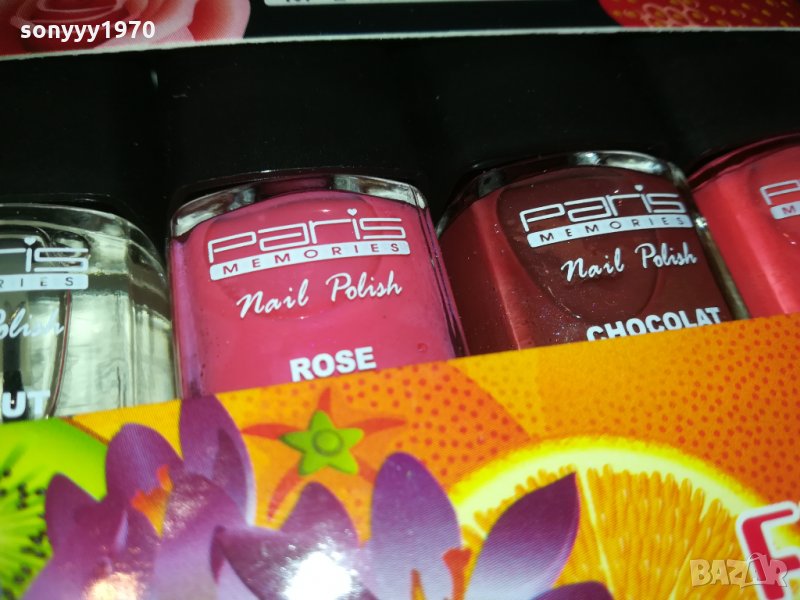 sonyyy1970
Paris
MEMORIES
Nail Polish
ROSE
Paris
MEMORIES
Nail Polish
CHOCOLAT
BAZAR